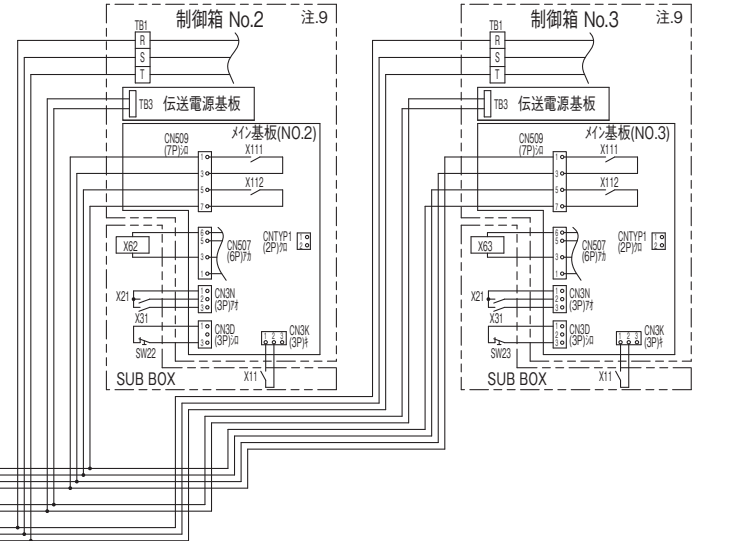 制御箱 No.2
注.9
TB1
R
S
T
TB3 伝送電源基板
メイン基板(NO.2)
CN509
(7P)シロ
X111
1
3
X112
5
7
X62
6
5
3
1
CN507
(6P)アカ
CNTYP1
(2P)クロ
1
2
X21
X31
1
2
3
CN3N
(3P)アオ
SW22
1
2
3
CN3D
(3P)シロ
1 2 3
CN3K
(3P)キ
X11
SUB BOX
制御箱 No.3
注.9
TB1
R
S
T
TB3 伝送電源基板
メイン基板(NO.3)
CN509
(7P)シロ
X111
1
3
X112
5
7
X63
6
5
3
1
CN507
(6P)アカ
CNTYP1
(2P)クロ
1
2
X21
X31
1
2
3
CN3N
(3P)アオ
SW23
1
2
3
CN3D
(3P)シロ
1 2 3
CN3K
(3P)キ
X11
SUB BOX